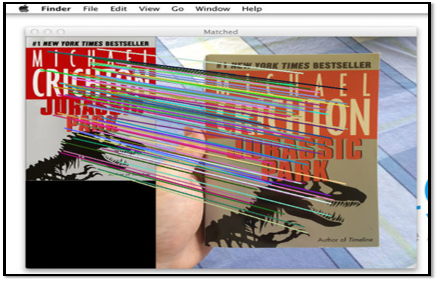 Finder File Edit View Go Window Help
Matched
#1 NEW YORK TIMES BESTSELLER
MICHAEL
CRICHTON
JURASSIC
PARK
#1 NEW YORK TIMES BESTSELLER
MICHAEL
CRICHTON
JURASSIC
PARK
Author of Timeline